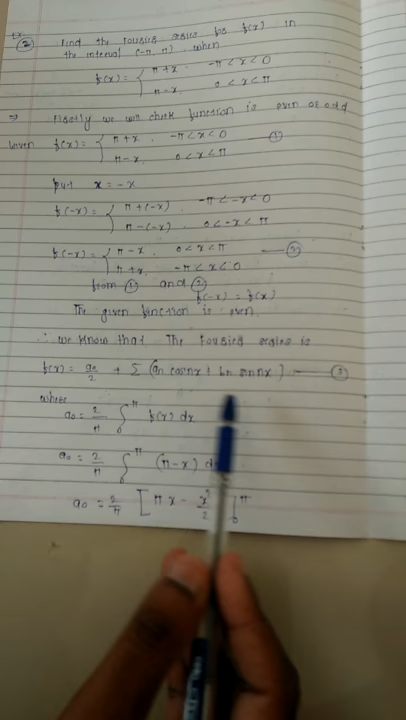 Ex.
② Find the fourier series for f(x) in
the interval (-π, π) when
f(x) = { π+x . -π<x<0
π-x. 0<x<π
⇒ Firstly we will check function is even or odd
Given f(x) = { π+x . -π<x<0 —①
π-x. 0<x<π
put x = -x
f(-x) = { π+(-x) . -π<-x<0
π-(-x) . 0<-x<π
f(-x) = { π-x . 0<x<π —②
π+x. -π<x<0
from ① and ②
f(-x) = f(x)
The given function is even.
∴ we know that The fourier series is
f(x) = a₀/2 + Σ (an cosnx + bn sinnx) —③
where
a₀ = 2/π ∫₀^π f(x) dx
a₀ = 2/π ∫₀^π (π-x) d
a₀ = 2/π [πx - x²/2]₀^π